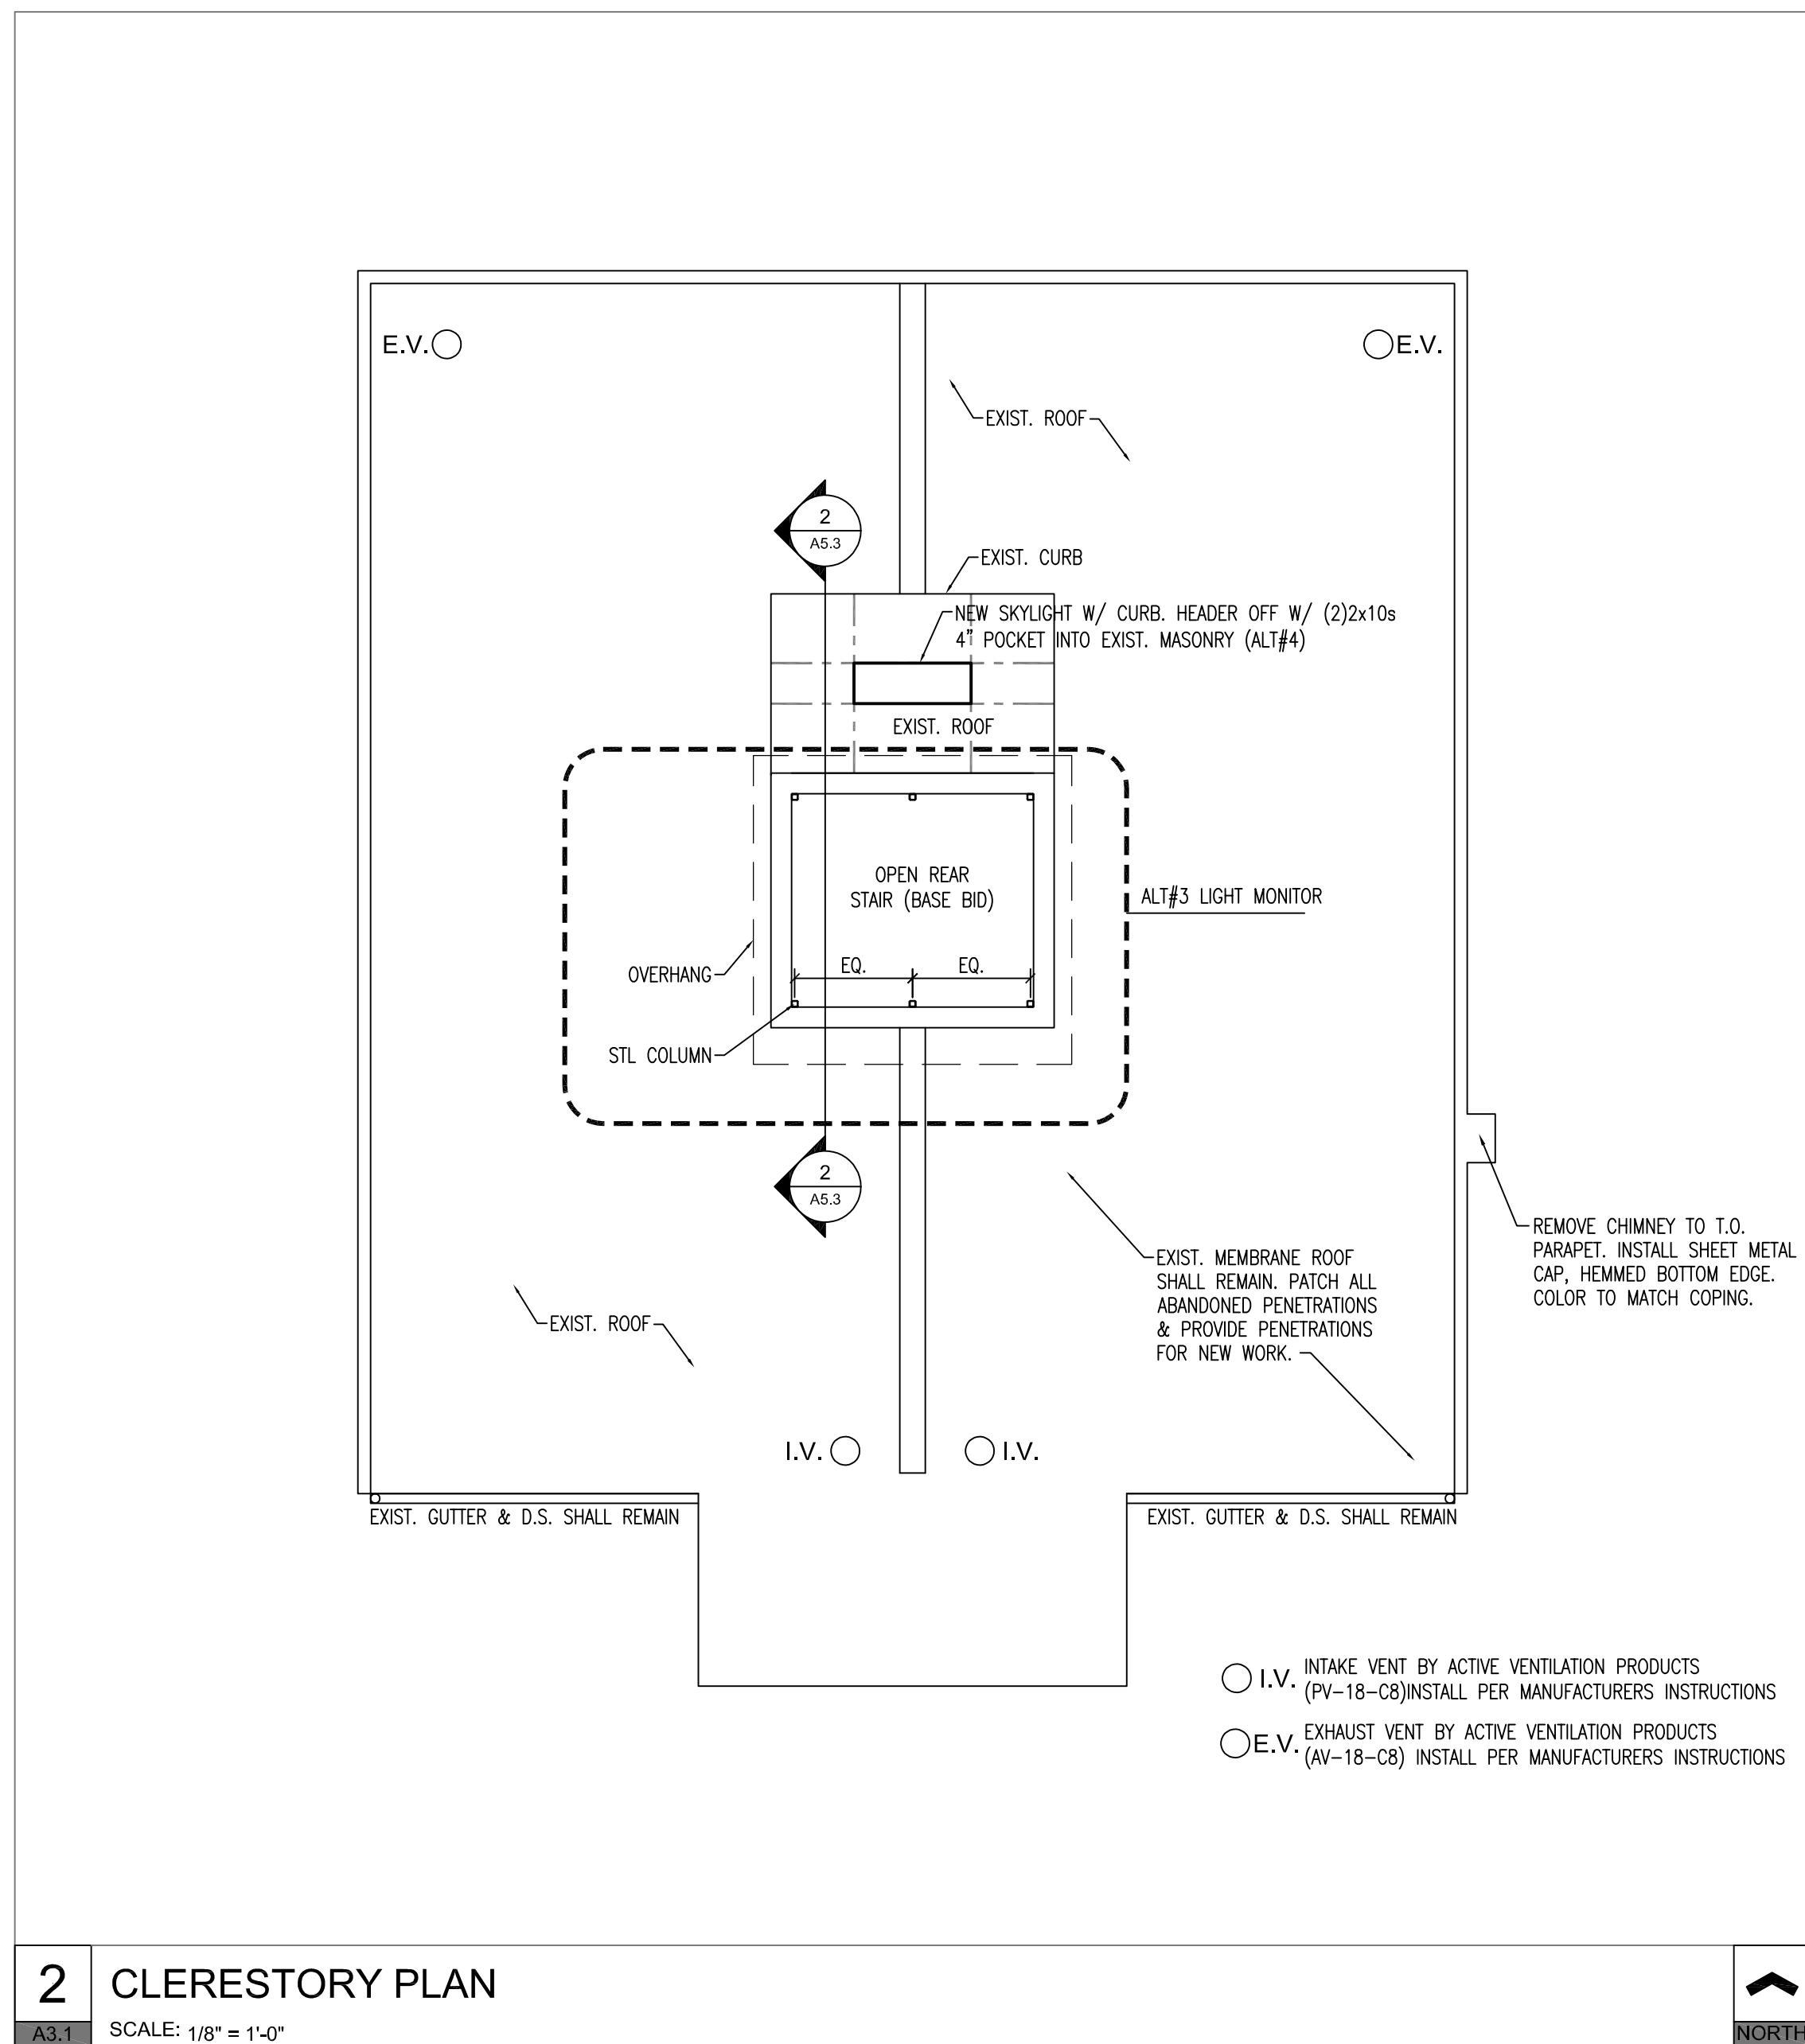 E.V.
E.V.
EXIST. ROOF
2
A5.3
EXIST. CURB
NEW SKYLIGHT W/ CURB. HEADER OFF W/ (2)2x10s
4" POCKET INTO EXIST. MASONRY (ALT#4)
EXIST. ROOF
OPEN REAR
STAIR (BASE BID)
ALT#3 LIGHT MONITOR
EQ.
EQ.
OVERHANG
STL COLUMN
2
A5.3
REMOVE CHIMNEY TO T.O.
PARAPET. INSTALL SHEET METAL
CAP, HEMMED BOTTOM EDGE.
COLOR TO MATCH COPING.
EXIST. MEMBRANE ROOF
SHALL REMAIN. PATCH ALL
ABANDONED PENETRATIONS
& PROVIDE PENETRATIONS
FOR NEW WORK.
EXIST. ROOF
I.V.
I.V.
EXIST. GUTTER & D.S. SHALL REMAIN
EXIST. GUTTER & D.S. SHALL REMAIN
I.V.
INTAKE VENT BY ACTIVE VENTILATION PRODUCTS
(PV-18-C8)INSTALL PER MANUFACTURERS INSTRUCTIONS
E.V.
EXHAUST VENT BY ACTIVE VENTILATION PRODUCTS
(AV-18-C8) INSTALL PER MANUFACTURERS INSTRUCTIONS
2
A3.1
CLERESTORY PLAN
SCALE: 1/8" = 1'-0"
NORTH